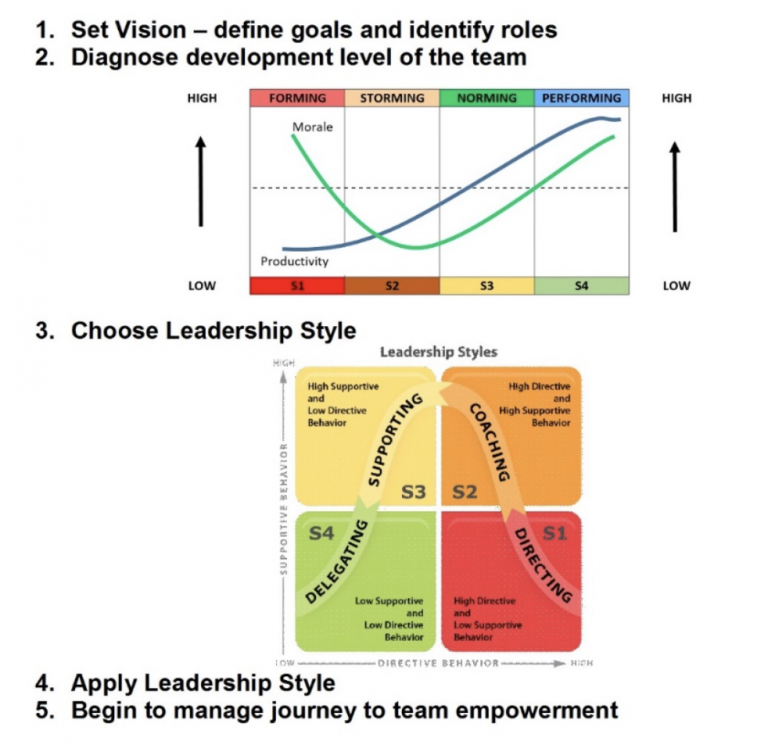 1. Set Vision – define goals and identify roles
2. Diagnose development level of the team
HIGH
FORMING
STORMING
NORMING
PERFORMING
HIGH
Morale
Productivity
LOW
S1
S2
S3
S4
LOW
3. Choose Leadership Style
Leadership Styles
HIGH
High Supportive
and
Low Directive
Behavior
SUPPORTING
S3
COACHING
High Directive
and
High Supportive
Behavior
S2
SUPPORTIVE BEHAVIOR
S4
DELEGATING
Low Supportive
and
Low Directive
Behavior
S1
DIRECTING
High Directive
and
Low Supportive
Behavior
LOW
DIRECTIVE BEHAVIOR
HIGH
4. Apply Leadership Style
5. Begin to manage journey to team empowerment